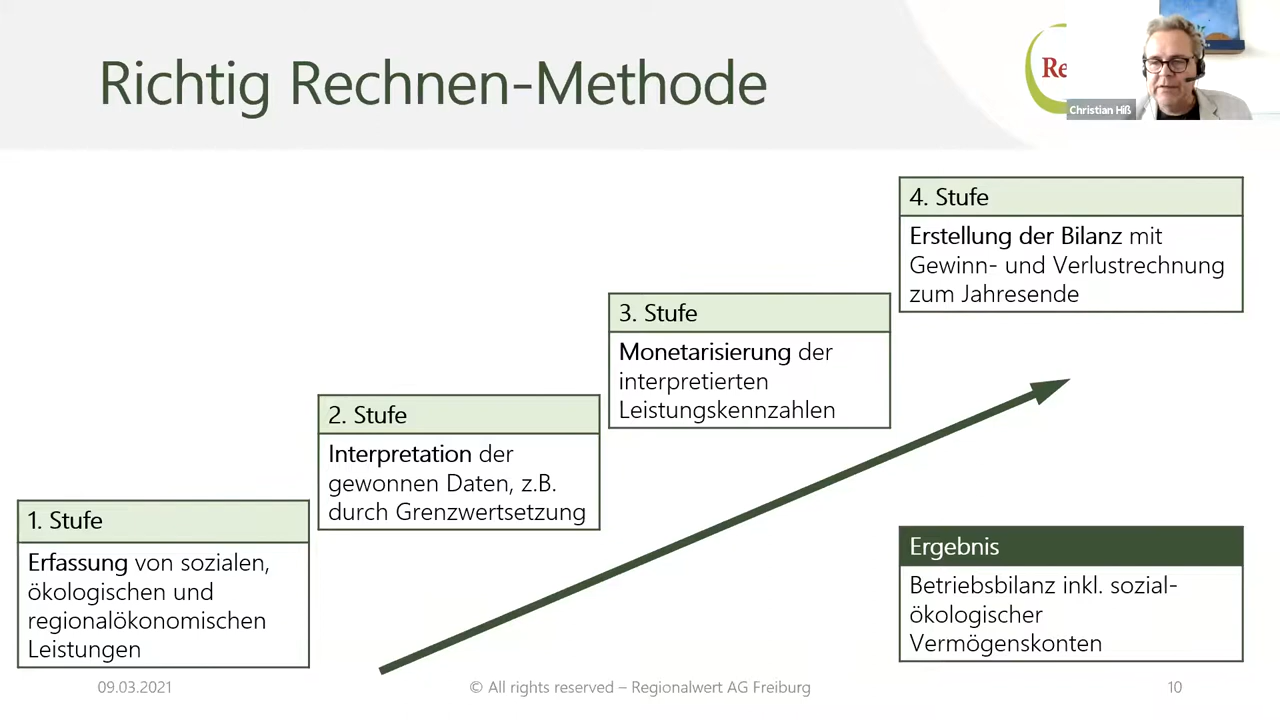 Richtig Rechnen-Methode
Re
Christian Hiß
4. Stufe
Erstellung der Bilanz mit
Gewinn- und Verlustrechnung
zum Jahresende
3. Stufe
Monetarisierung der
interpretierten
Leistungskennzahlen
2. Stufe
Interpretation der
gewonnen Daten, z.B.
durch Grenzwertsetzung
1. Stufe
Erfassung von sozialen,
ökologischen und
regionalökonomischen
Leistungen
Ergebnis
Betriebsbilanz inkl. sozial-
ökologischer
Vermögenskonten
09.03.2021
© All rights reserved – Regionalwert AG Freiburg
10